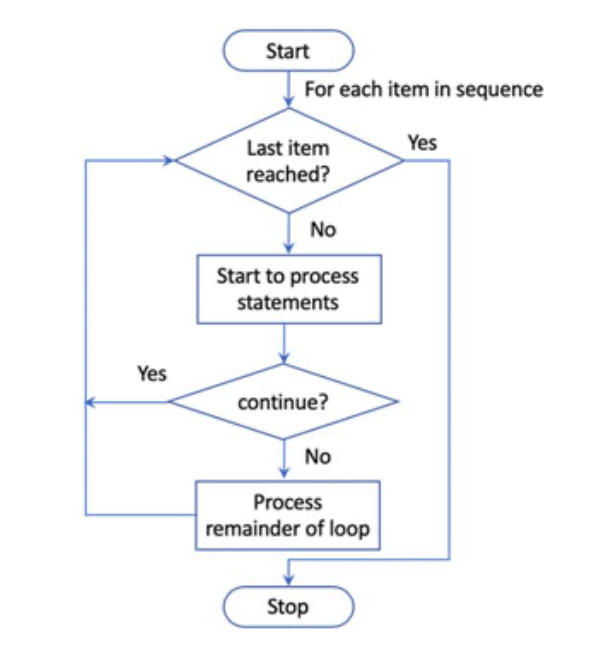 Start
For each item in sequence
Last item
reached?
Yes
No
Start to process
statements
Yes
continue?
No
Process
remainder of loop
Stop